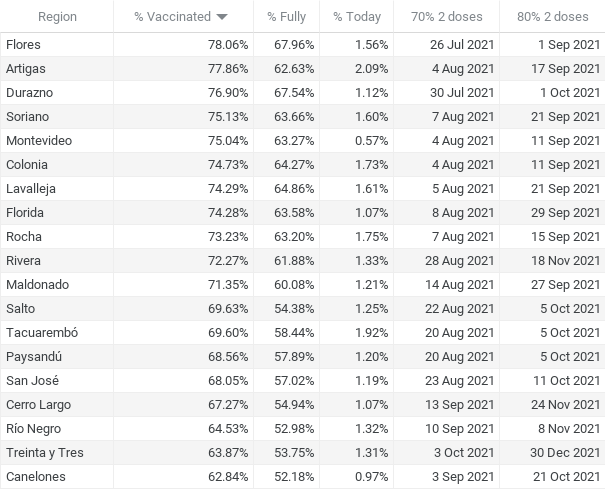 Region % Vaccinated % Fully % Today 70% 2 doses 80% 2 doses
Flores 78.06% 67.96% 1.56% 26 Jul 2021 1 Sep 2021
Artigas 77.86% 62.63% 2.09% 4 Aug 2021 17 Sep 2021
Durazno 76.90% 67.54% 1.12% 30 Jul 2021 1 Oct 2021
Soriano 75.13% 63.66% 1.60% 7 Aug 2021 21 Sep 2021
Montevideo 75.04% 63.27% 0.57% 4 Aug 2021 11 Sep 2021
Colonia 74.73% 64.27% 1.73% 4 Aug 2021 11 Sep 2021
Lavalleja 74.29% 64.86% 1.61% 5 Aug 2021 21 Sep 2021
Florida 74.28% 63.58% 1.07% 8 Aug 2021 29 Sep 2021
Rocha 73.23% 63.20% 1.75% 7 Aug 2021 15 Sep 2021
Rivera 72.27% 61.88% 1.33% 28 Aug 2021 18 Nov 2021
Maldonado 71.35% 60.08% 1.21% 14 Aug 2021 27 Sep 2021
Salto 69.63% 54.38% 1.25% 22 Aug 2021 5 Oct 2021
Tacuarembó 69.60% 58.44% 1.92% 20 Aug 2021 5 Oct 2021
Paysandú 68.56% 57.89% 1.20% 20 Aug 2021 5 Oct 2021
San José 68.05% 57.02% 1.19% 23 Aug 2021 11 Oct 2021
Cerro Largo 67.27% 54.94% 1.07% 13 Sep 2021 24 Nov 2021
Río Negro 64.53% 52.98% 1.32% 10 Sep 2021 8 Nov 2021
Treinta y Tres 63.87% 53.75% 1.31% 3 Oct 2021 30 Dec 2021
Canelones 62.84% 52.18% 0.97% 3 Sep 2021 21 Oct 2021